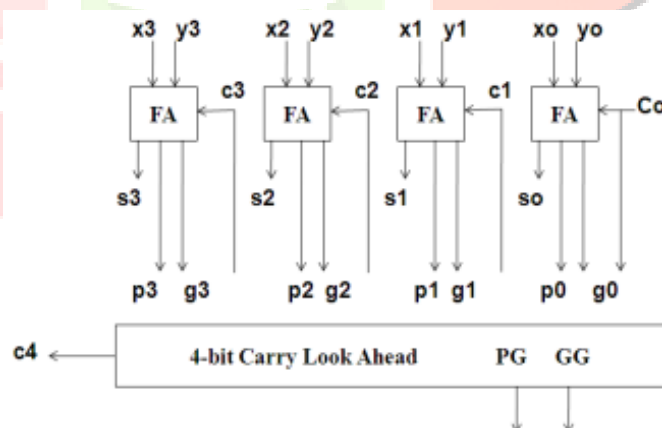 x3 y3 x2 y2 x1 y1 xo yo
c3 c2 c1 Co
FA FA FA FA
s3 s2 s1 so
p3 g3 p2 g2 p1 g1 p0 g0
c4 4-bit Carry Look Ahead PG GG